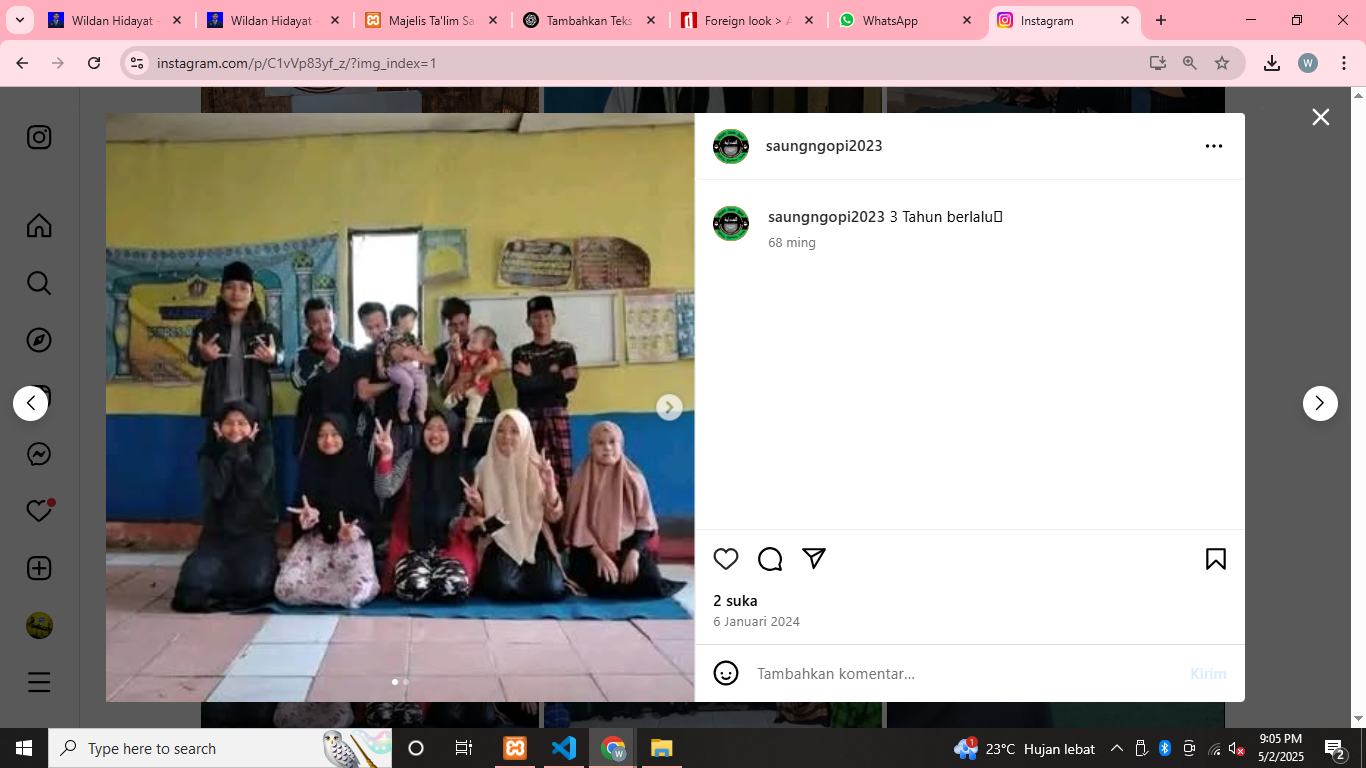 Wildan Hidayat -
Wildan Hidayat -
Majelis Ta'lim Sa
Tambahkan Teks
Foreign look > A
WhatsApp
Instagram
instagram.com/p/C1vVp83yf_z/?img_index=1
W
saungngopi2023
saungngopi2023 3 Tahun berlalu
68 ming
2 suka
6 Januari 2024
Tambahkan komentar...
Kirim
Type here to search
W
1
23°C Hujan lebat
9:05 PM
5/2/2025
2